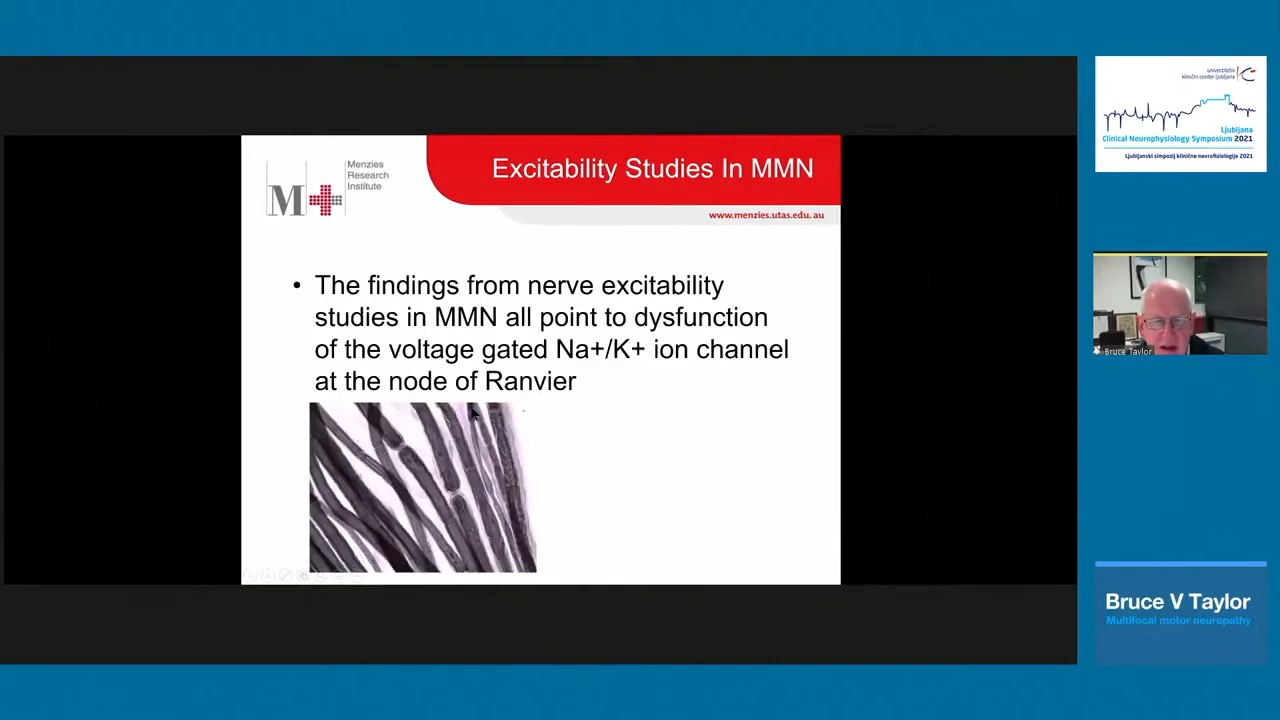 Menzies
Research
Institute
M
Excitability Studies In MMN
www.menzies.utas.edu.au
• The findings from nerve excitability
studies in MMN all point to dysfunction
of the voltage gated Na+/K+ ion channel
at the node of Ranvier
univerzitetni
klinični center ljubljana
Ljubljana
Clinical Neurophysiology Symposium 2021
Ljubljanski simpozij klinične nevrofiziologije 2021
Bruce Taylor
Bruce V Taylor
Multifocal motor neuropathy